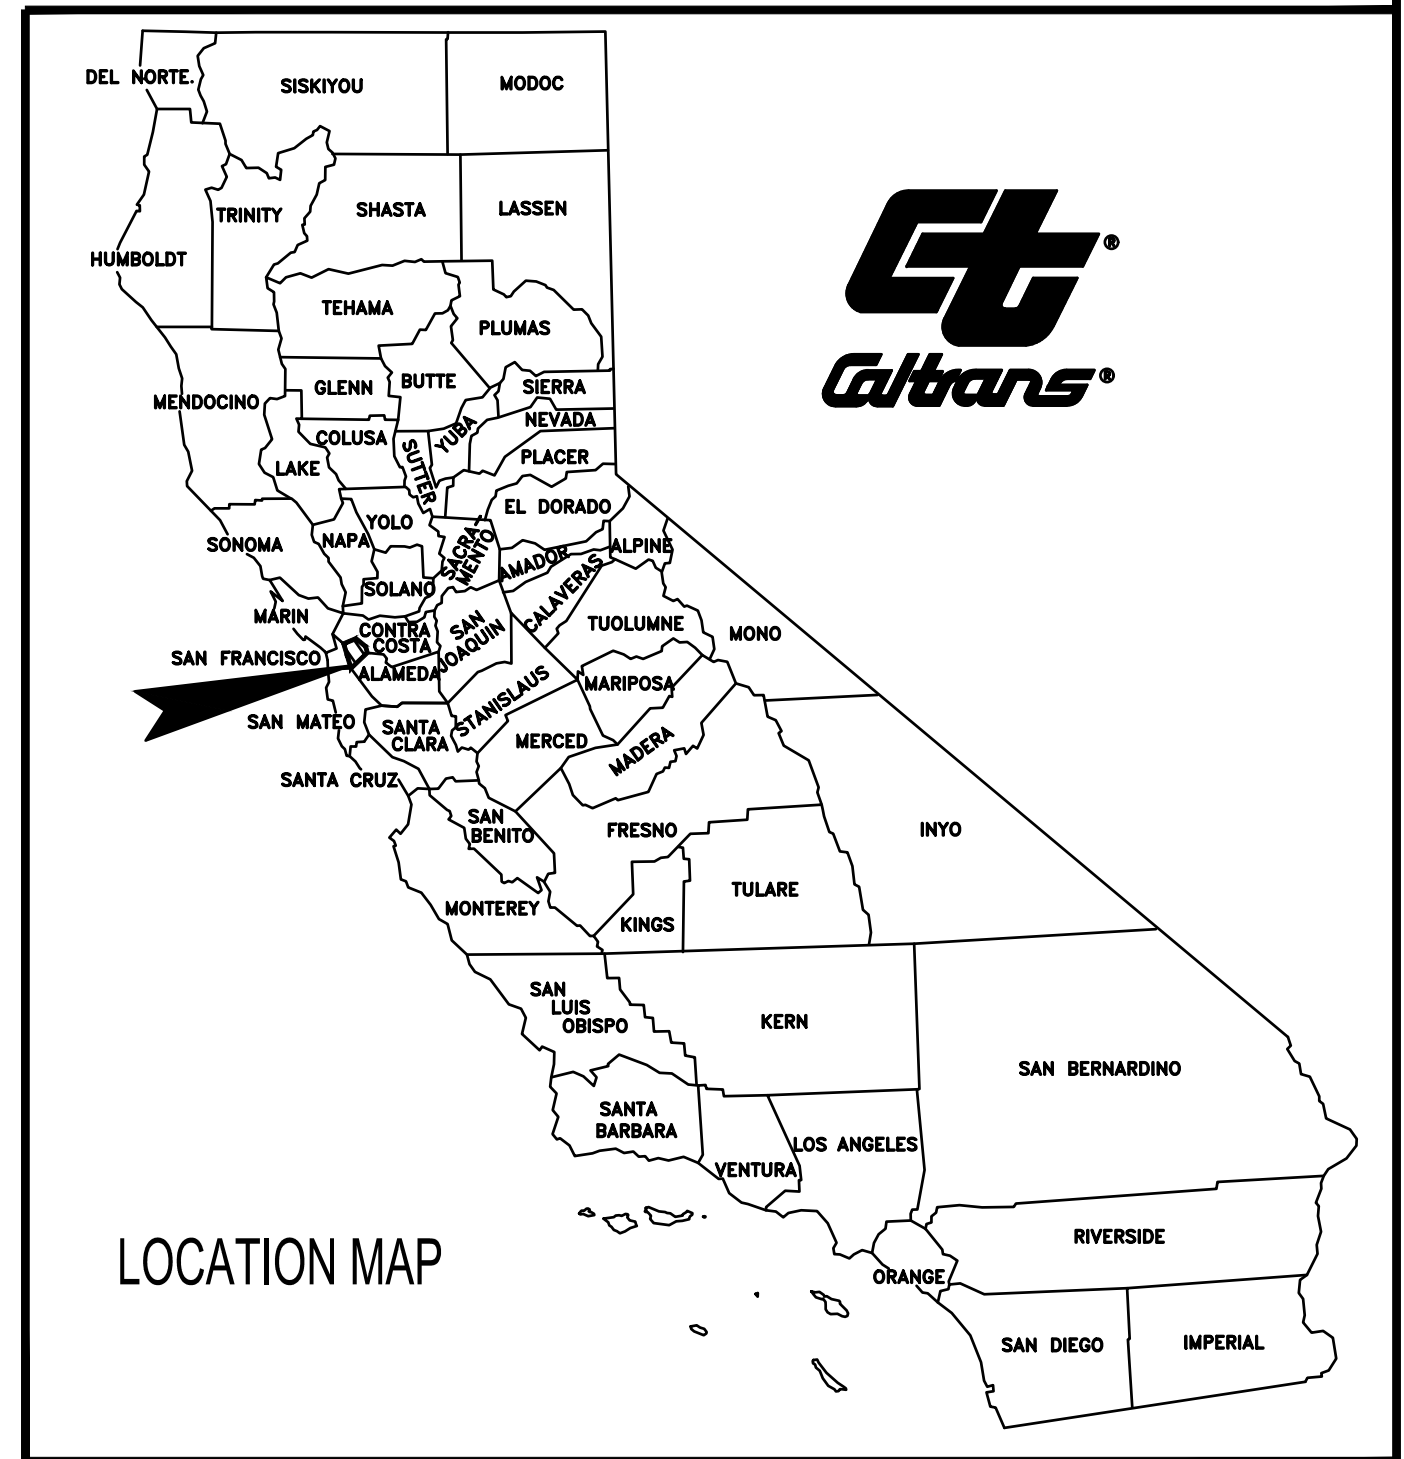 DEL NORTE.
SISKIYOU
MODOC
TRINITY
SHASTA
LASSEN
HUMBOLDT
TEHAMA
PLUMAS
MENDOCINO
GLENN
BUTTE
SIERRA
COLUSA
SUTTER
YUBA
NEVADA
LAKE
PLACER
YOLO
EL DORADO
SONOMA
NAPA
SACRA-
MENTO
AMADOR
ALPINE
SOLANO
CALAVERAS
MARIN
CONTRA
COSTA
SAN
JOAQUIN
TUOLUMNE
MONO
SAN FRANCISCO
ALAMEDA
STANISLAUS
MARIPOSA
SAN MATEO
SANTA
CLARA
MERCED
MADERA
SANTA CRUZ
SAN
BENITO
FRESNO
INYO
MONTEREY
KINGS
TULARE
SAN
LUIS
OBISPO
KERN
SAN BERNARDINO
SANTA
BARBARA
VENTURA
LOS ANGELES
RIVERSIDE
ORANGE
SAN DIEGO
IMPERIAL
Ct®
Caltrans®
LOCATION MAP